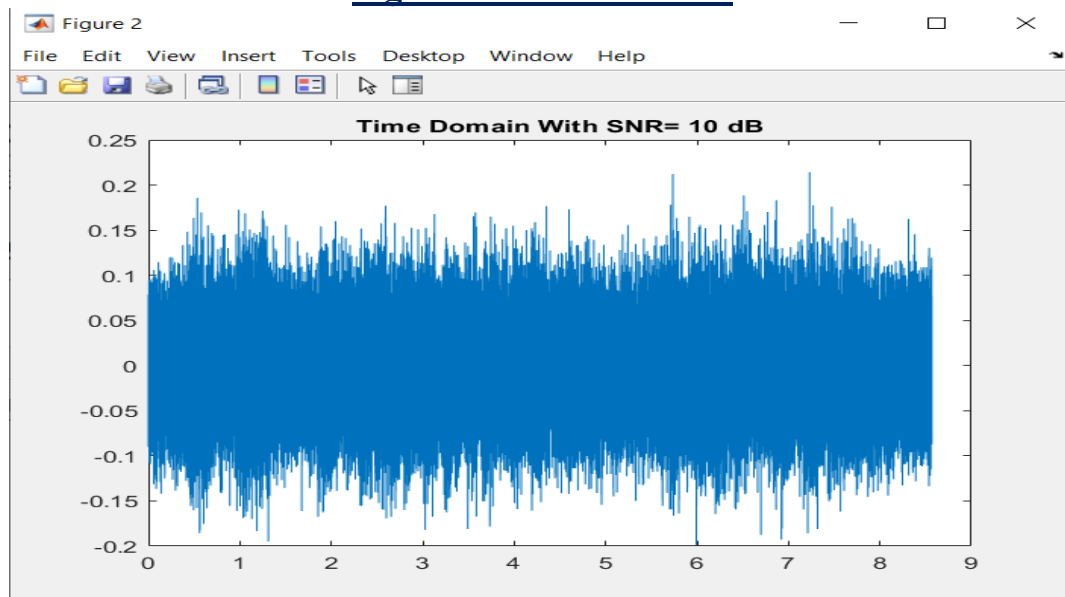 Figure 2
File Edit View Insert Tools Desktop Window Help
Time Domain With SNR= 10 dB
0.25
0.2
0.15
0.1
0.05
0
-0.05
-0.1
-0.15
-0.2
0 1 2 3 4 5 6 7 8 9